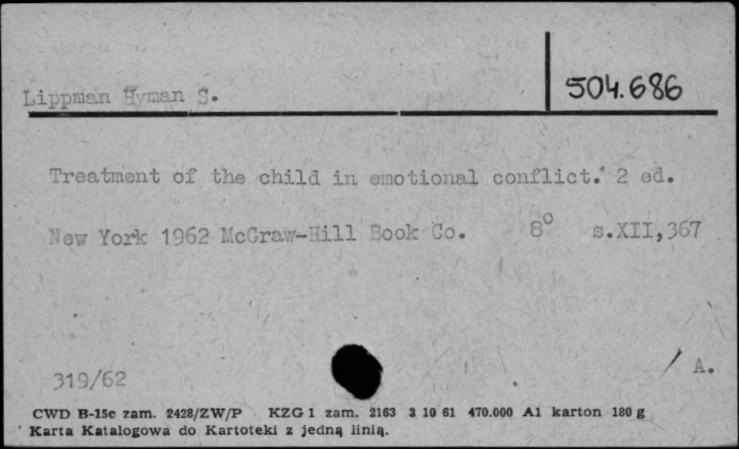 504.686
Lippman Hyman S.
Treatment of the child in emotional conflict. 2 ed.
New York 1962 McGraw-Hill Book Co. 8° s.XII,367
319/62 / A.
CWD B-15c zam. 2428/ZW/P KZG 1 zam. 2163 3 10 61 470.000 A1 karton 180 g
Karta Katalogowa do Kartoteki z jedną linią.